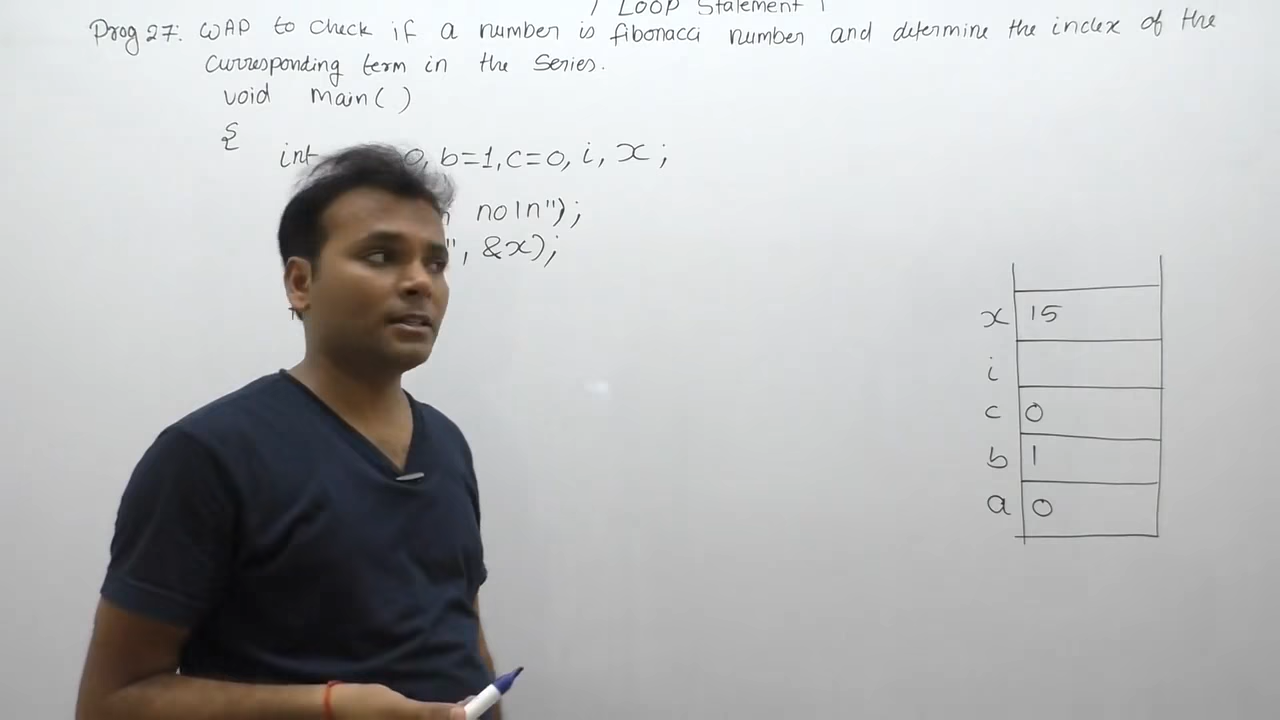 LOOP Statement
Prog 27: WAP to check if a number is fibonacci number and determine the index of the
curresponding term in the series.
void main( )
{
int 0, b=1, c=0, i, x;
no\n");
", &x);
x 15
i
c 0
b 1
a 0